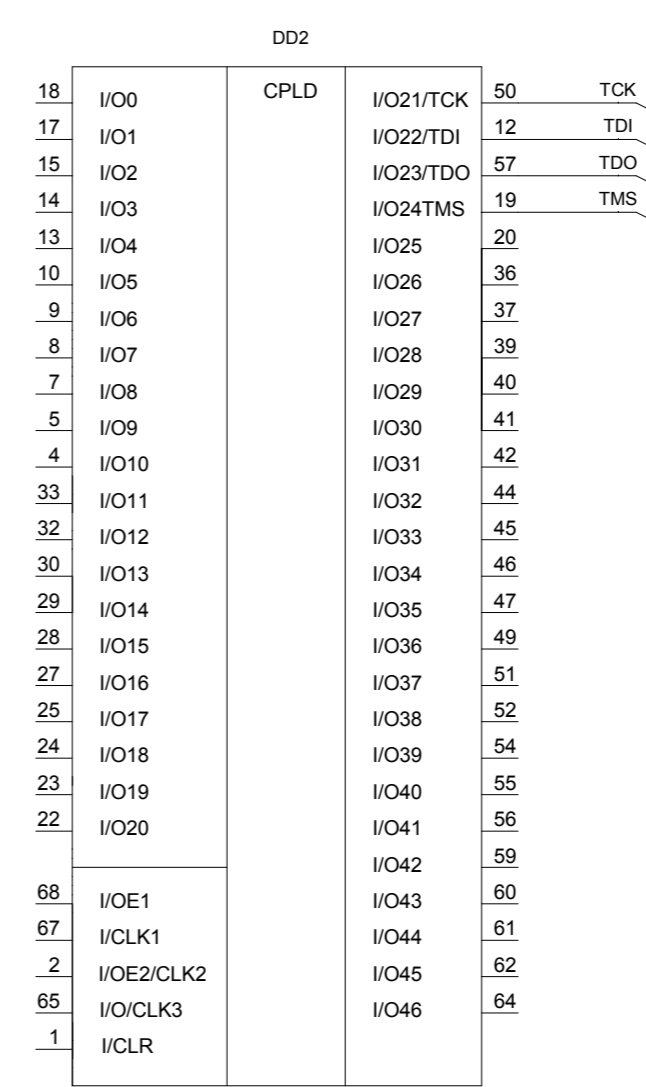 DD2
CPLD
18 I/O0 I/O21/TCK 50 TCK
17 I/O1 I/O22/TDI 12 TDI
15 I/O2 I/O23/TDO 57 TDO
14 I/O3 I/O24TMS 19 TMS
13 I/O4 I/O25 20
10 I/O5 I/O26 36
9 I/O6 I/O27 37
8 I/O7 I/O28 39
7 I/O8 I/O29 40
5 I/O9 I/O30 41
4 I/O10 I/O31 42
33 I/O11 I/O32 44
32 I/O12 I/O33 45
30 I/O13 I/O34 46
29 I/O14 I/O35 47
28 I/O15 I/O36 49
27 I/O16 I/O37 51
25 I/O17 I/O38 52
24 I/O18 I/O39 54
23 I/O19 I/O40 55
22 I/O20 I/O41 56
I/O42 59
68 I/OE1 I/O43 60
67 I/CLK1 I/O44 61
2 I/OE2/CLK2 I/O45 62
65 I/O/CLK3 I/O46 64
1 I/CLR